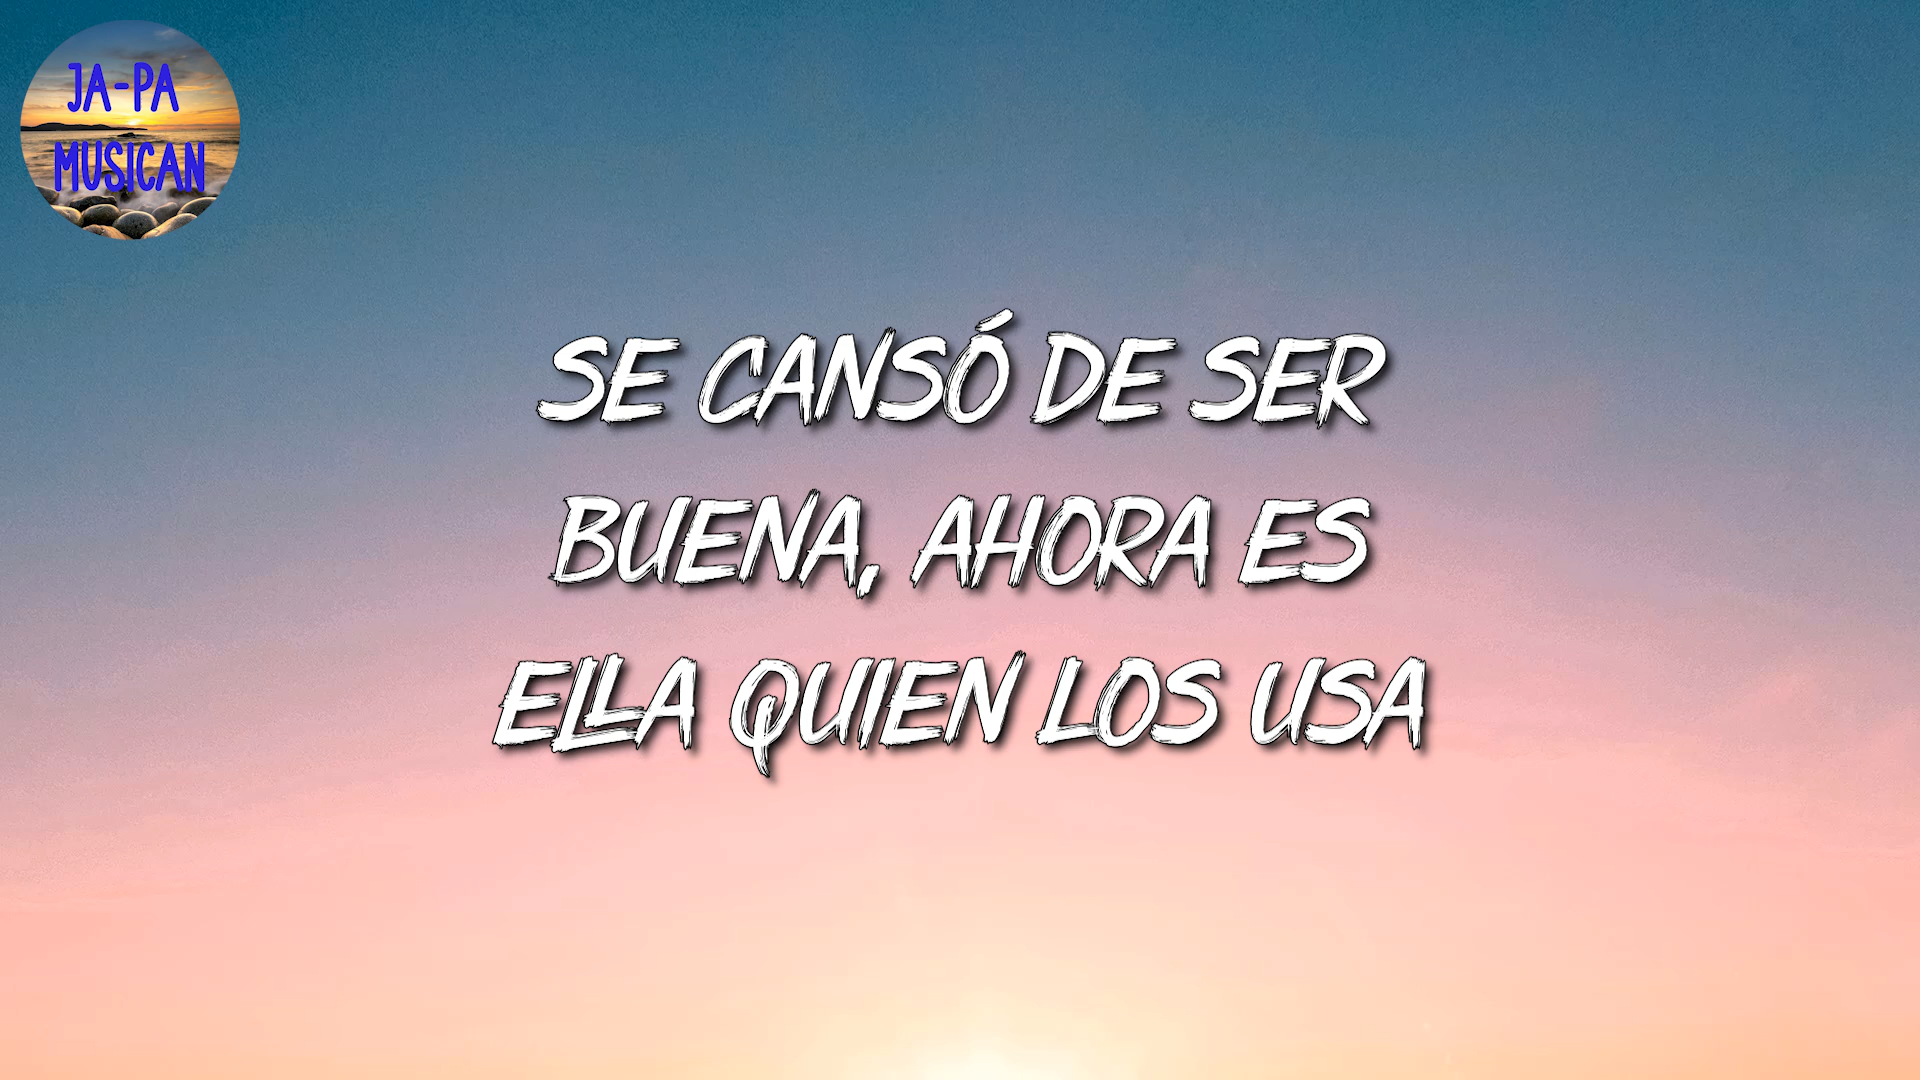 JA-PA
MUSICAN
SE CANSÓ DE SER
BUENA, AHORA ES
ELLA QUIEN LOS USA